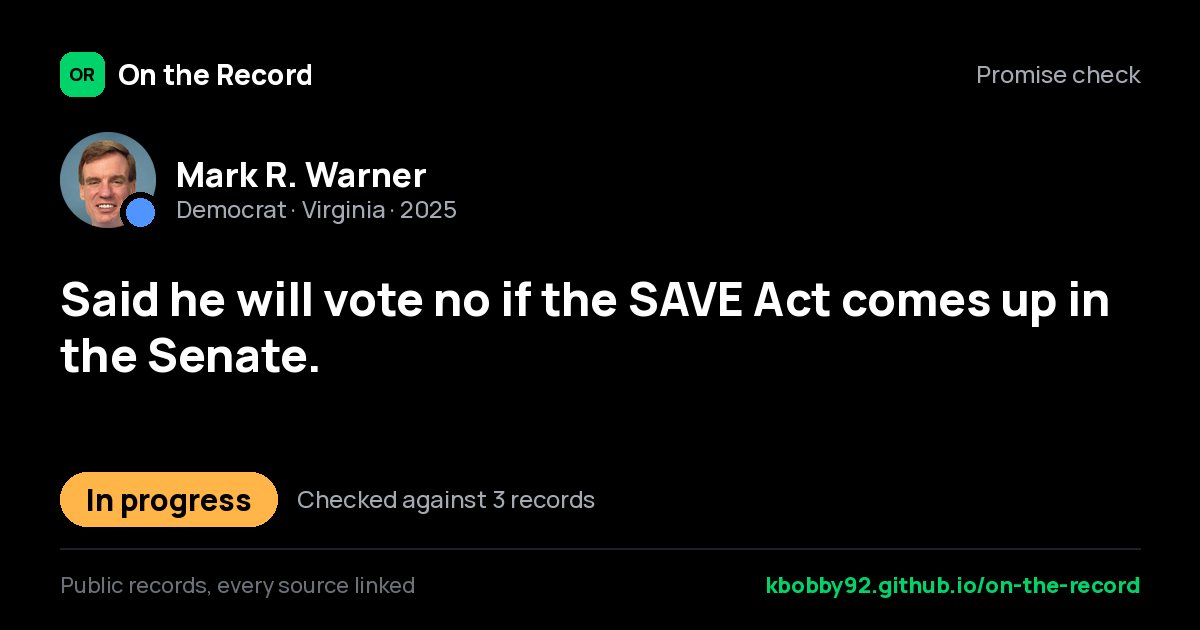 OR On the Record
Promise check
Mark R. Warner
Democrat · Virginia · 2025
Said he will vote no if the SAVE Act comes up in
the Senate.
In progress
Checked against 3 records
Public records, every source linked
kbobby92.github.io/on-the-record